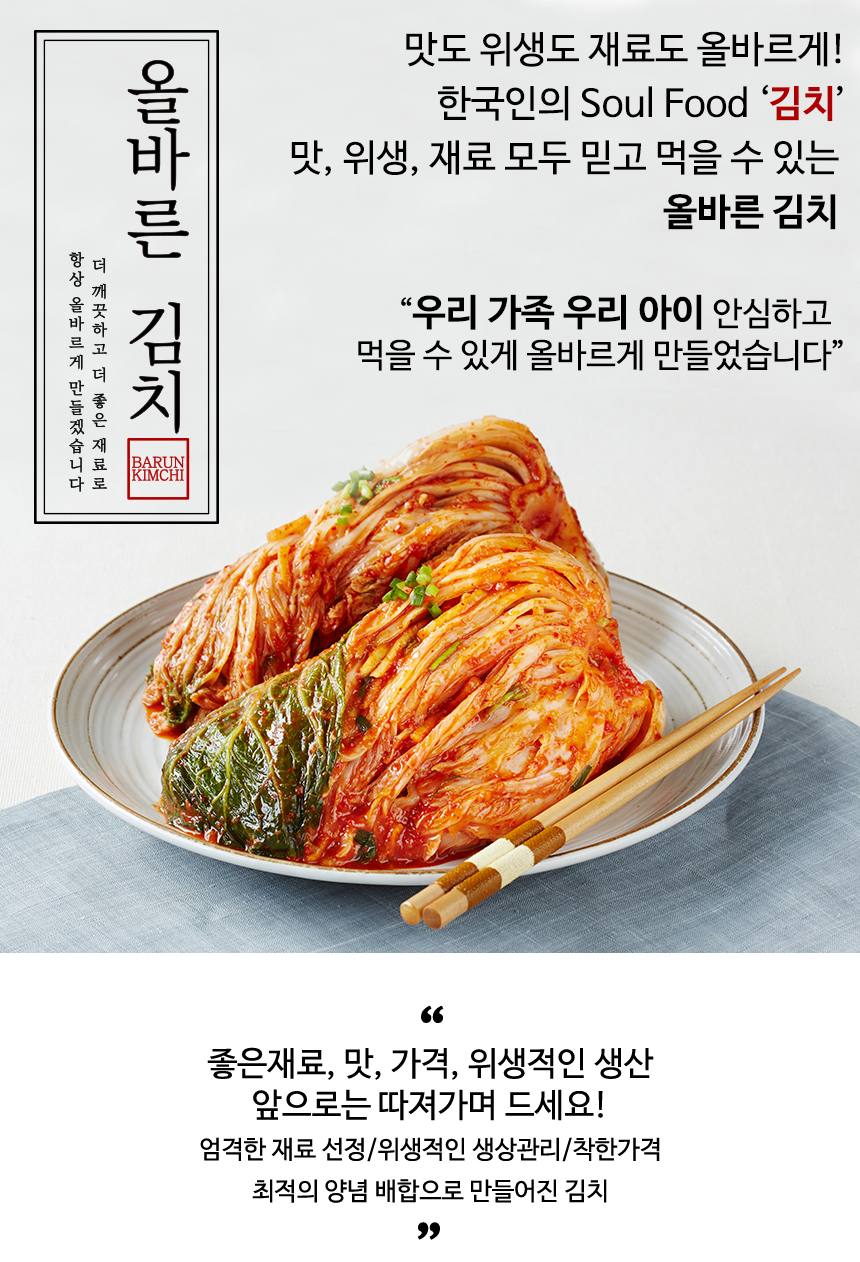 올바른 김치
더 깨끗하고 더 좋은 재료로
항상 올바르게 만들겠습니다
BARUN
KIMCHI
맛도 위생도 재료도 올바르게!
한국인의 Soul Food ‘김치’
맛, 위생, 재료 모두 믿고 먹을 수 있는
올바른 김치
“우리 가족 우리 아이 안심하고
먹을 수 있게 올바르게 만들었습니다”
“
좋은재료, 맛, 가격, 위생적인 생산
앞으로는 따져가며 드세요!
엄격한 재료 선정/위생적인 생상관리/착한가격
최적의 양념 배합으로 만들어진 김치
”